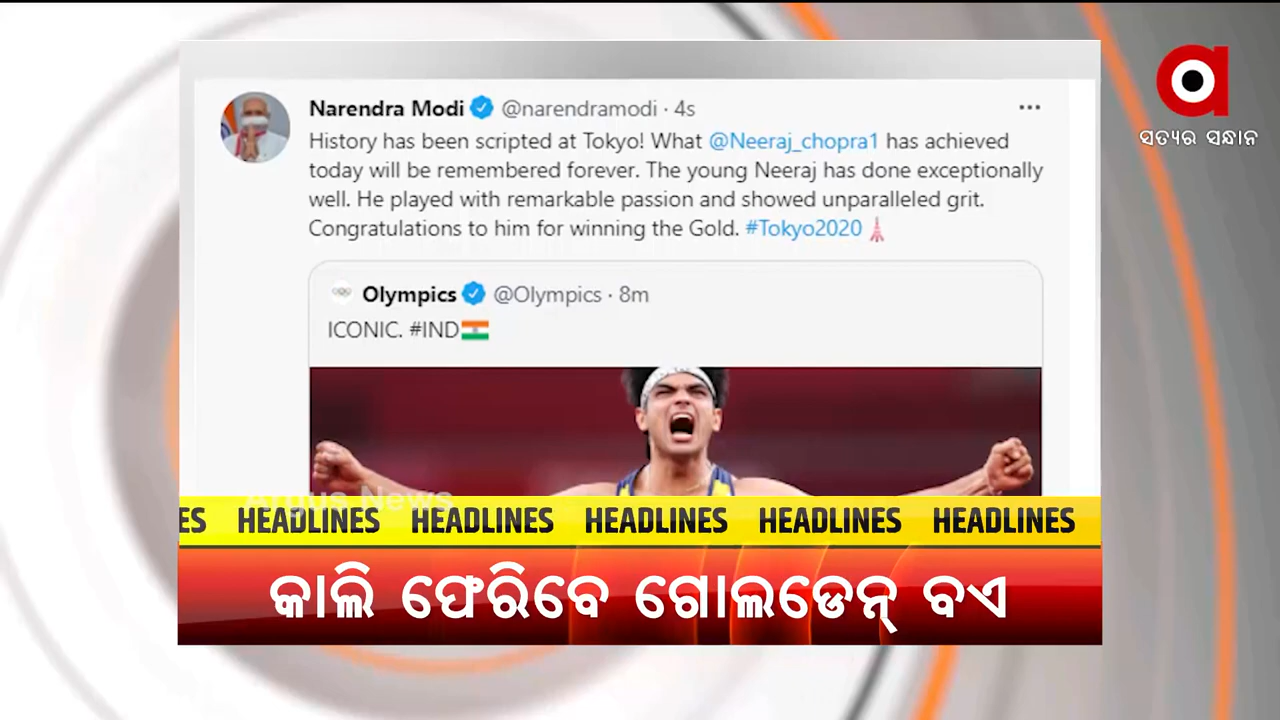 Narendra Modi @narendramodi · 4s
History has been scripted at Tokyo! What @Neeraj_chopra1 has achieved
today will be remembered forever. The young Neeraj has done exceptionally
well. He played with remarkable passion and showed unparalleled grit.
Congratulations to him for winning the Gold. #Tokyo2020
Olympics @Olympics · 8m
ICONIC. #IND
ସତ୍ୟର ସନ୍ଧାନ
Argus News
ES HEADLINES HEADLINES HEADLINES HEADLINES HEADLINES
କାଲି ଫେରିବେ ଗୋଲଡେନ୍ ବଏ